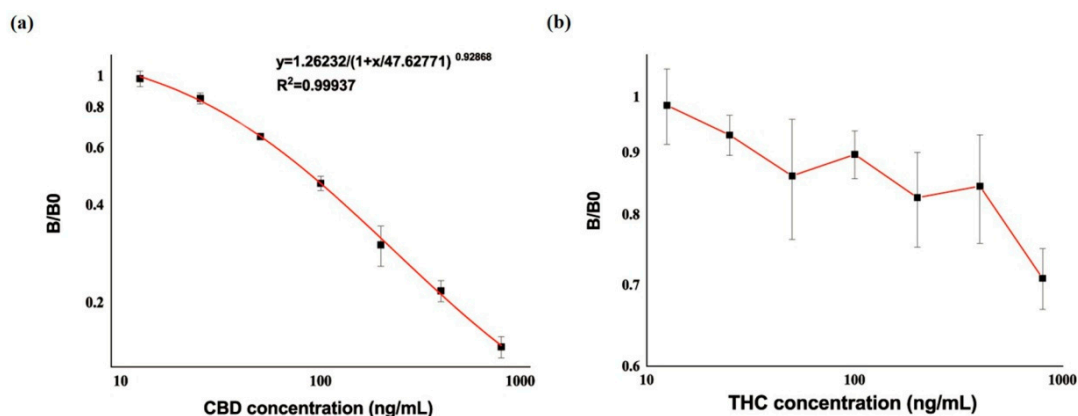 (a)
y=1.26232/(1+x/47.62771) 0.92868
R2=0.99937
1
0.8
0.6
0.4
0.2
B/B0
10
100
1000
CBD concentration (ng/mL)
(b)
1
0.9
0.8
0.7
0.6
B/B0
10
100
1000
THC concentration (ng/mL)